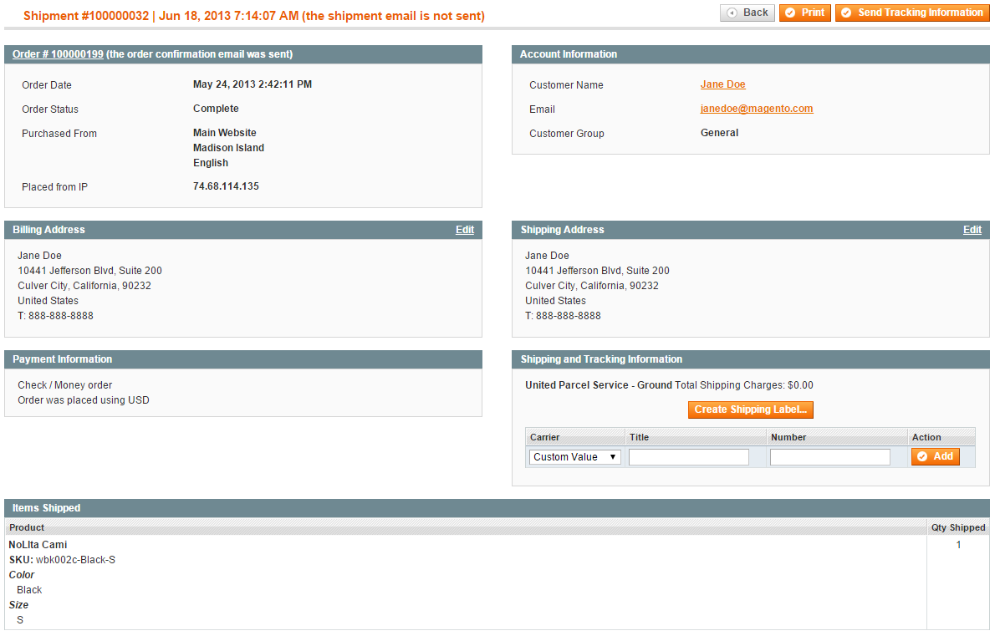 Shipment #100000032 | Jun 18, 2013 7:14:07 AM (the shipment email is not sent)
Back
Print
Send Tracking Information
Order # 100000199 (the order confirmation email was sent)
Order Date May 24, 2013 2:42:11 PM
Order Status Complete
Purchased From Main Website
Madison Island
English
Placed from IP 74.68.114.135
Account Information
Customer Name Jane Doe
Email janedoe@magento.com
Customer Group General
Billing Address Edit
Jane Doe
10441 Jefferson Blvd, Suite 200
Culver City, California, 90232
United States
T: 888-888-8888
Shipping Address Edit
Jane Doe
10441 Jefferson Blvd, Suite 200
Culver City, California, 90232
United States
T: 888-888-8888
Payment Information
Check / Money order
Order was placed using USD
Shipping and Tracking Information
United Parcel Service - Ground Total Shipping Charges: $0.00
Create Shipping Label...
Carrier Title Number Action
Custom Value Add
Items Shipped
Product Qty Shipped
NoLIta Cami 1
SKU: wbk002c-Black-S
Color
Black
Size
S